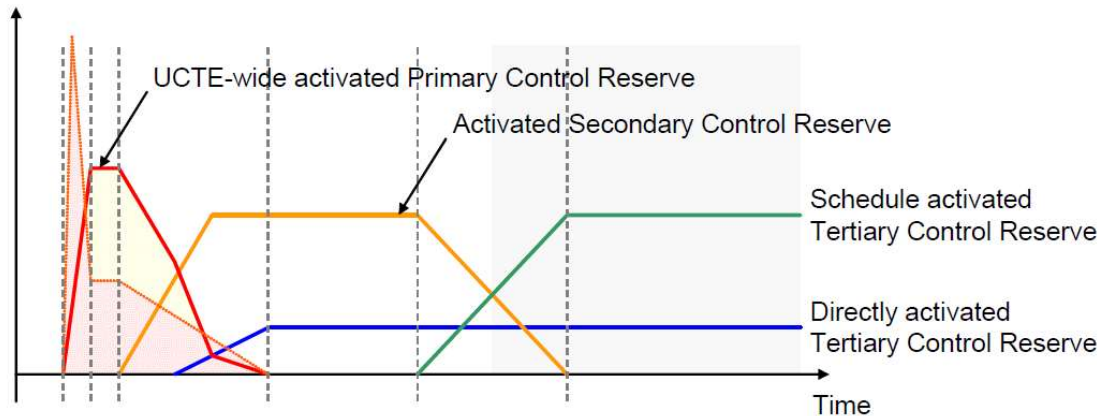 UCTE-wide activated Primary Control Reserve
Activated Secondary Control Reserve
Schedule activated
Tertiary Control Reserve
Directly activated
Tertiary Control Reserve
Time